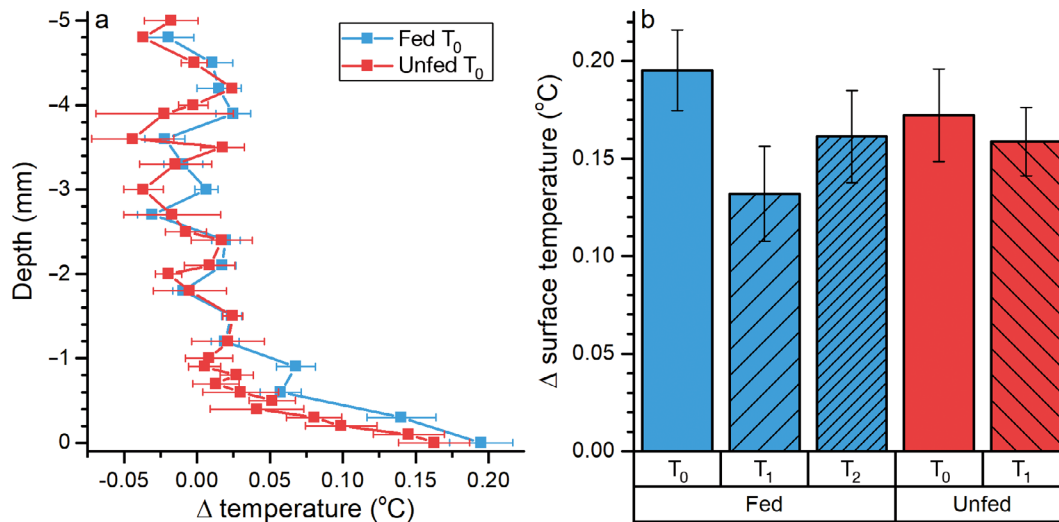 a
Fed T₀
Unfed T₀
Depth (mm)
–5
–4
–3
–2
–1
0
-0.05 0.00 0.05 0.10 0.15 0.20
Δ temperature (°C)
b
Δ surface temperature (°C)
0.20
0.15
0.10
0.05
0.00
T₀ T₁ T₂ T₀ T₁
Fed Unfed